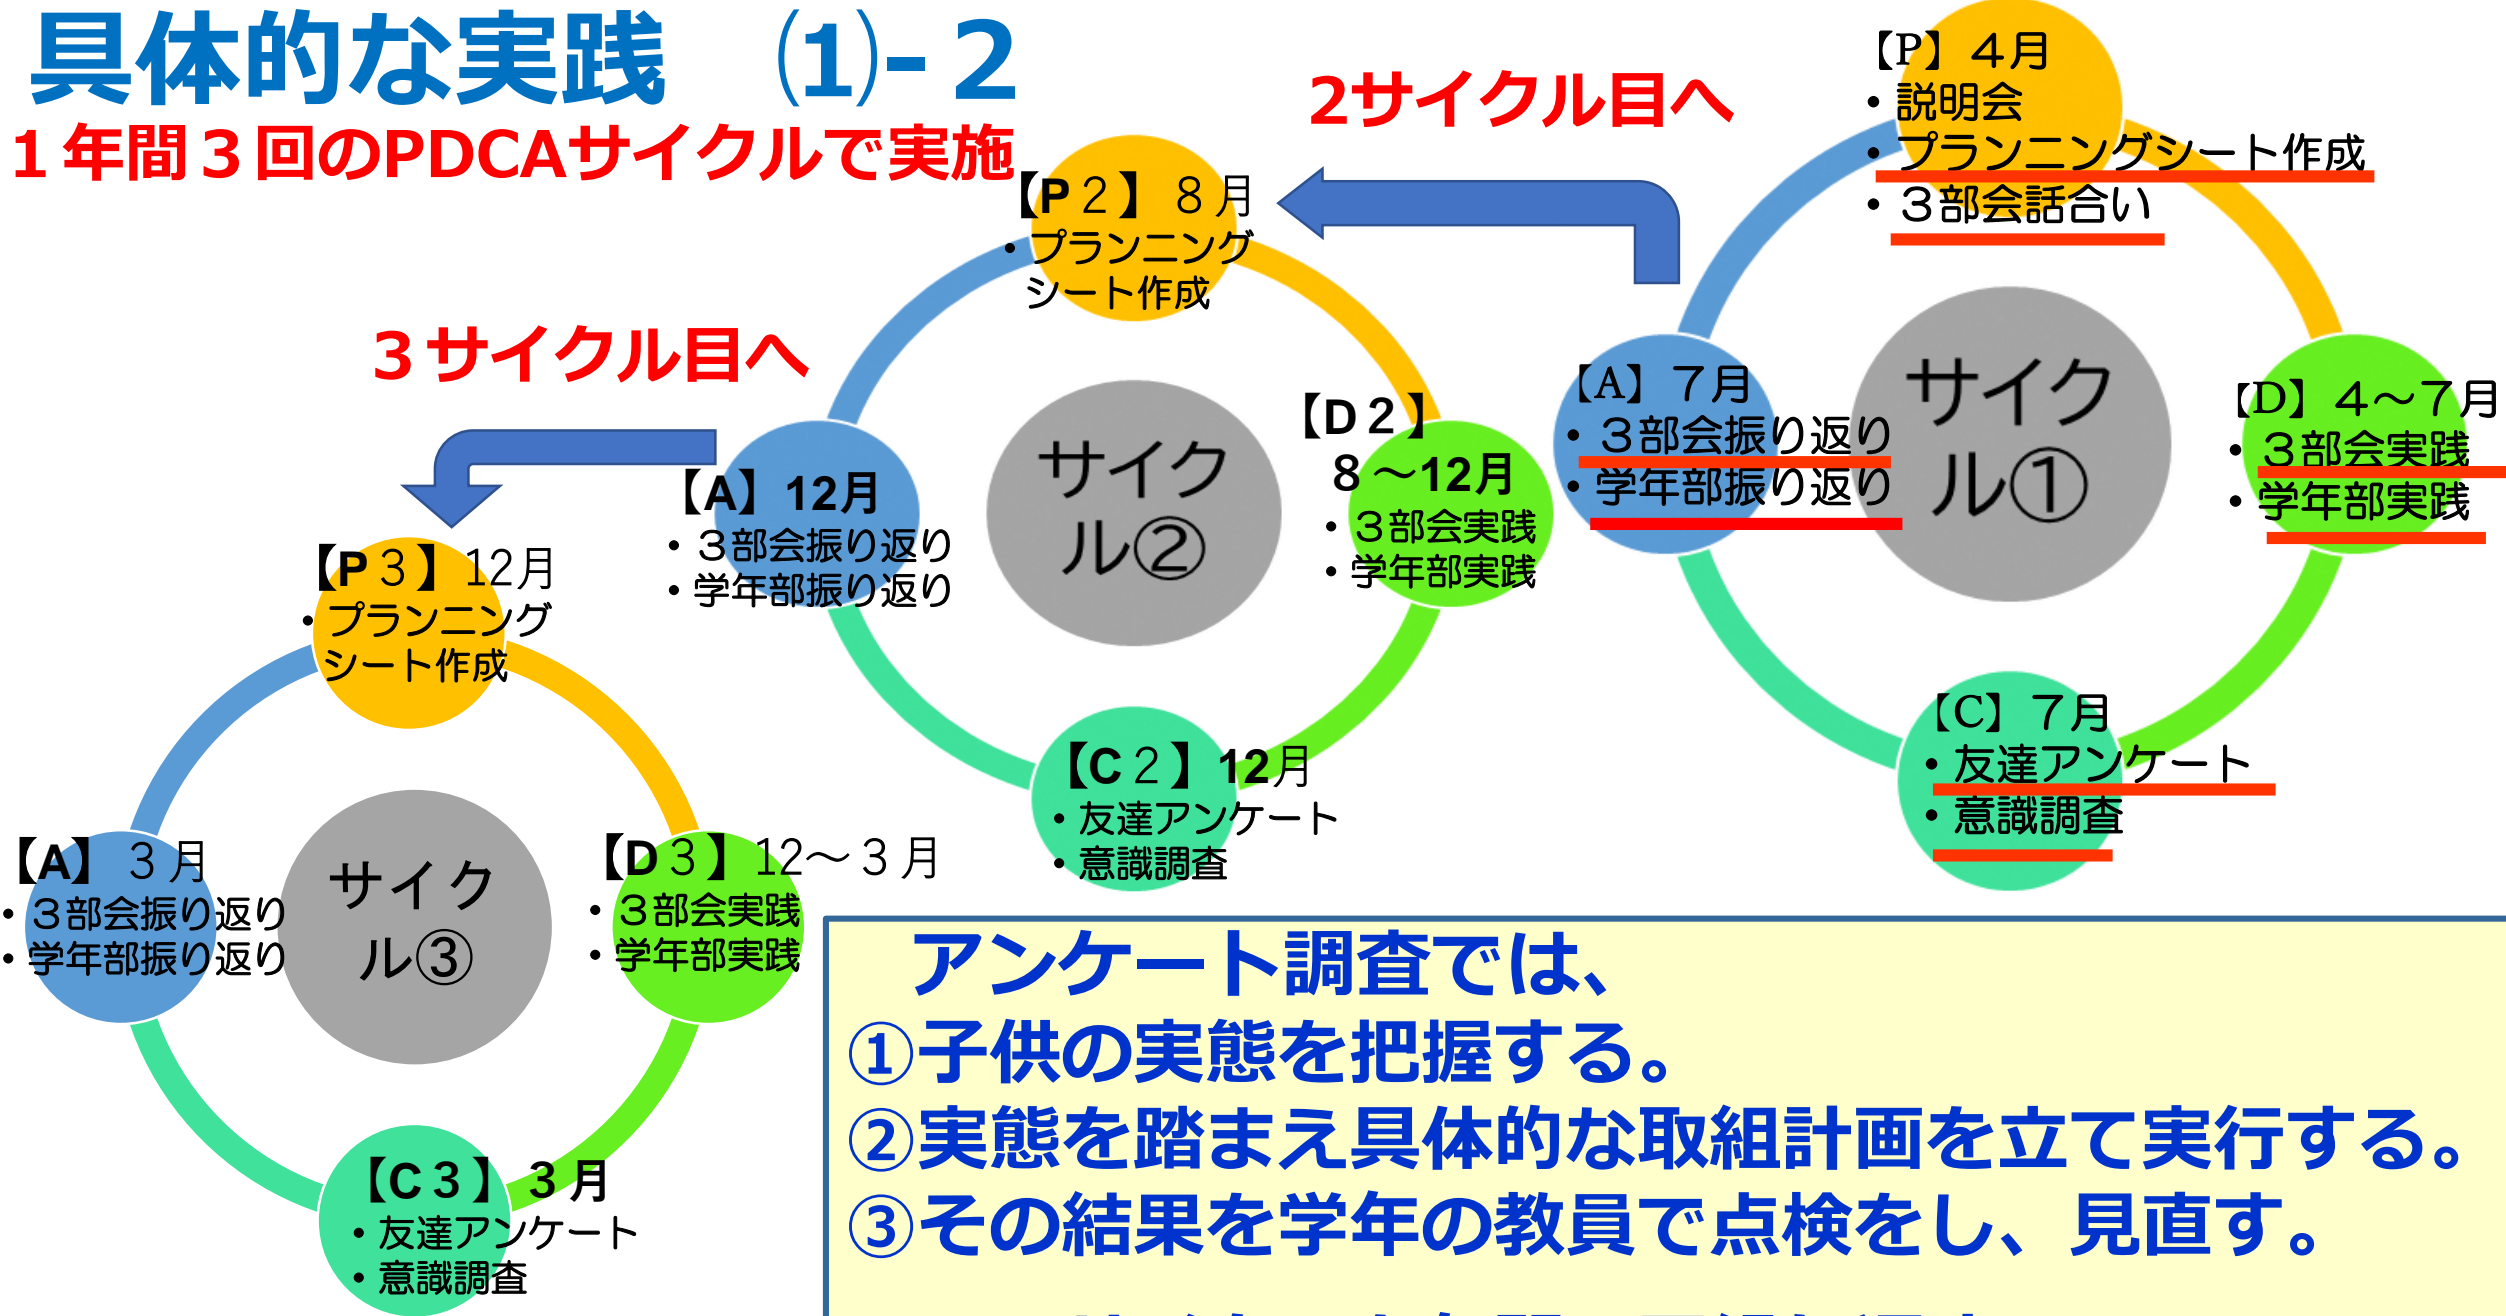 具体的な実践　(1)-２
１年間３回のPDCAサイクルで実施
2サイクル目へ
【P】　４月
・説明会
・プランニングシート作成
・３部会話合い
サイク
ル①
【D】　４～７月
・３部会実践
・学年部実践
【C】　７月
・友達アンケート
・意識調査
【A】　７月
・３部会振り返り
・学年部振り返り
【P２】　８月
・プランニング
シート作成
サイク
ル②
【D２】
８～12月
・３部会実践
・学年部実践
【C２】　12月
・友達アンケート
・意識調査
【A】　12月
・３部会振り返り
・学年部振り返り
３サイクル目へ
【P３】　12月
・プランニング
シート作成
サイク
ル③
【D３】　12～３月
・３部会実践
・学年部実践
【C３】　３月
・友達アンケート
・意識調査
【A】　３月
・３部会振り返り
・学年部振り返り
アンケート調査では、
①子供の実態を把握する。
②実態を踏まえ具体的な取組計画を立て実行する。
③その結果を学年の教員で点検をし、見直す。